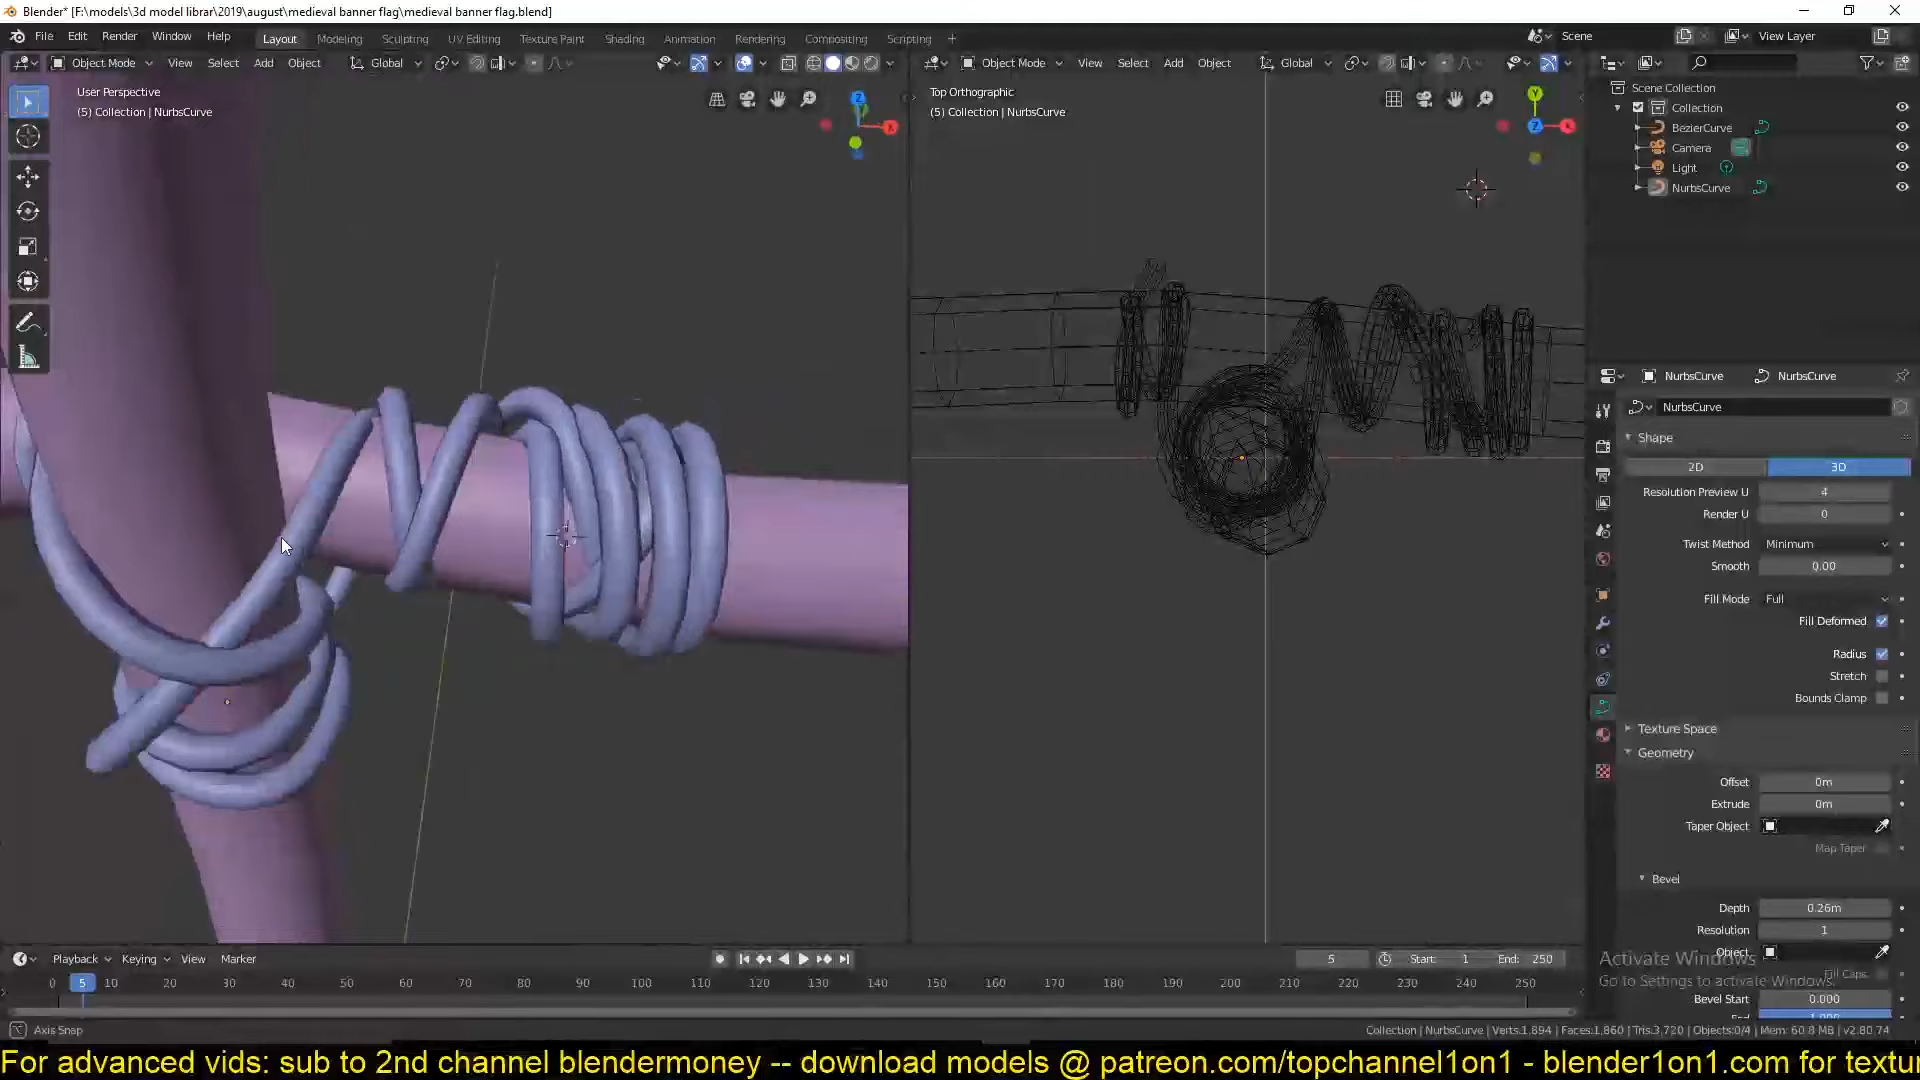 Blender* [F:\models\3d model librar\2019\august\medieval banner flag\medieval banner flag.blend]
File Edit Render Window Help Layout Modeling Sculpting UV Editing Texture Paint Shading Animation Rendering Compositing Scripting + Scene View Layer
Object Mode View Select Add Object Global Object Mode View Select Add Object Global
User Perspective
(5) Collection | NurbsCurve
Z
X
Top Orthographic
(5) Collection | NurbsCurve
Y
Z
X
Scene Collection
Collection
BezierCurve
Camera
Light
NurbsCurve
NurbsCurve NurbsCurve
NurbsCurve
Shape
2D 3D
Resolution Preview U 4
Render U 0
Twist Method Minimum
Smooth 0.00
Fill Mode Full
Fill Deformed
Radius
Stretch
Bounds Clamp
Texture Space
Geometry
Offset 0m
Extrude 0m
Taper Object
Map Taper
Bevel
Depth 0.26m
Resolution 1
Object
Fill Caps
Bevel Start 0.000
End 1.000
Activate Windows
Go to Settings to activate Windows.
Playback Keying View Marker 5 Start: 1 End: 250
0 5 10 20 30 40 50 60 70 80 90 100 110 120 130 140 150 160 170 180 190 200 210 220 230 240 250
Axis Snap
Collection | NurbsCurve | Verts:1,894 | Faces:1,860 | Tris:3,720 | Objects:0/4 | Mem: 60.8 MB | v2.80.74
For advanced vids: sub to 2nd channel blendermoney -- download models @ patreon.com/topchannel1on1 - blender1on1.com for textur